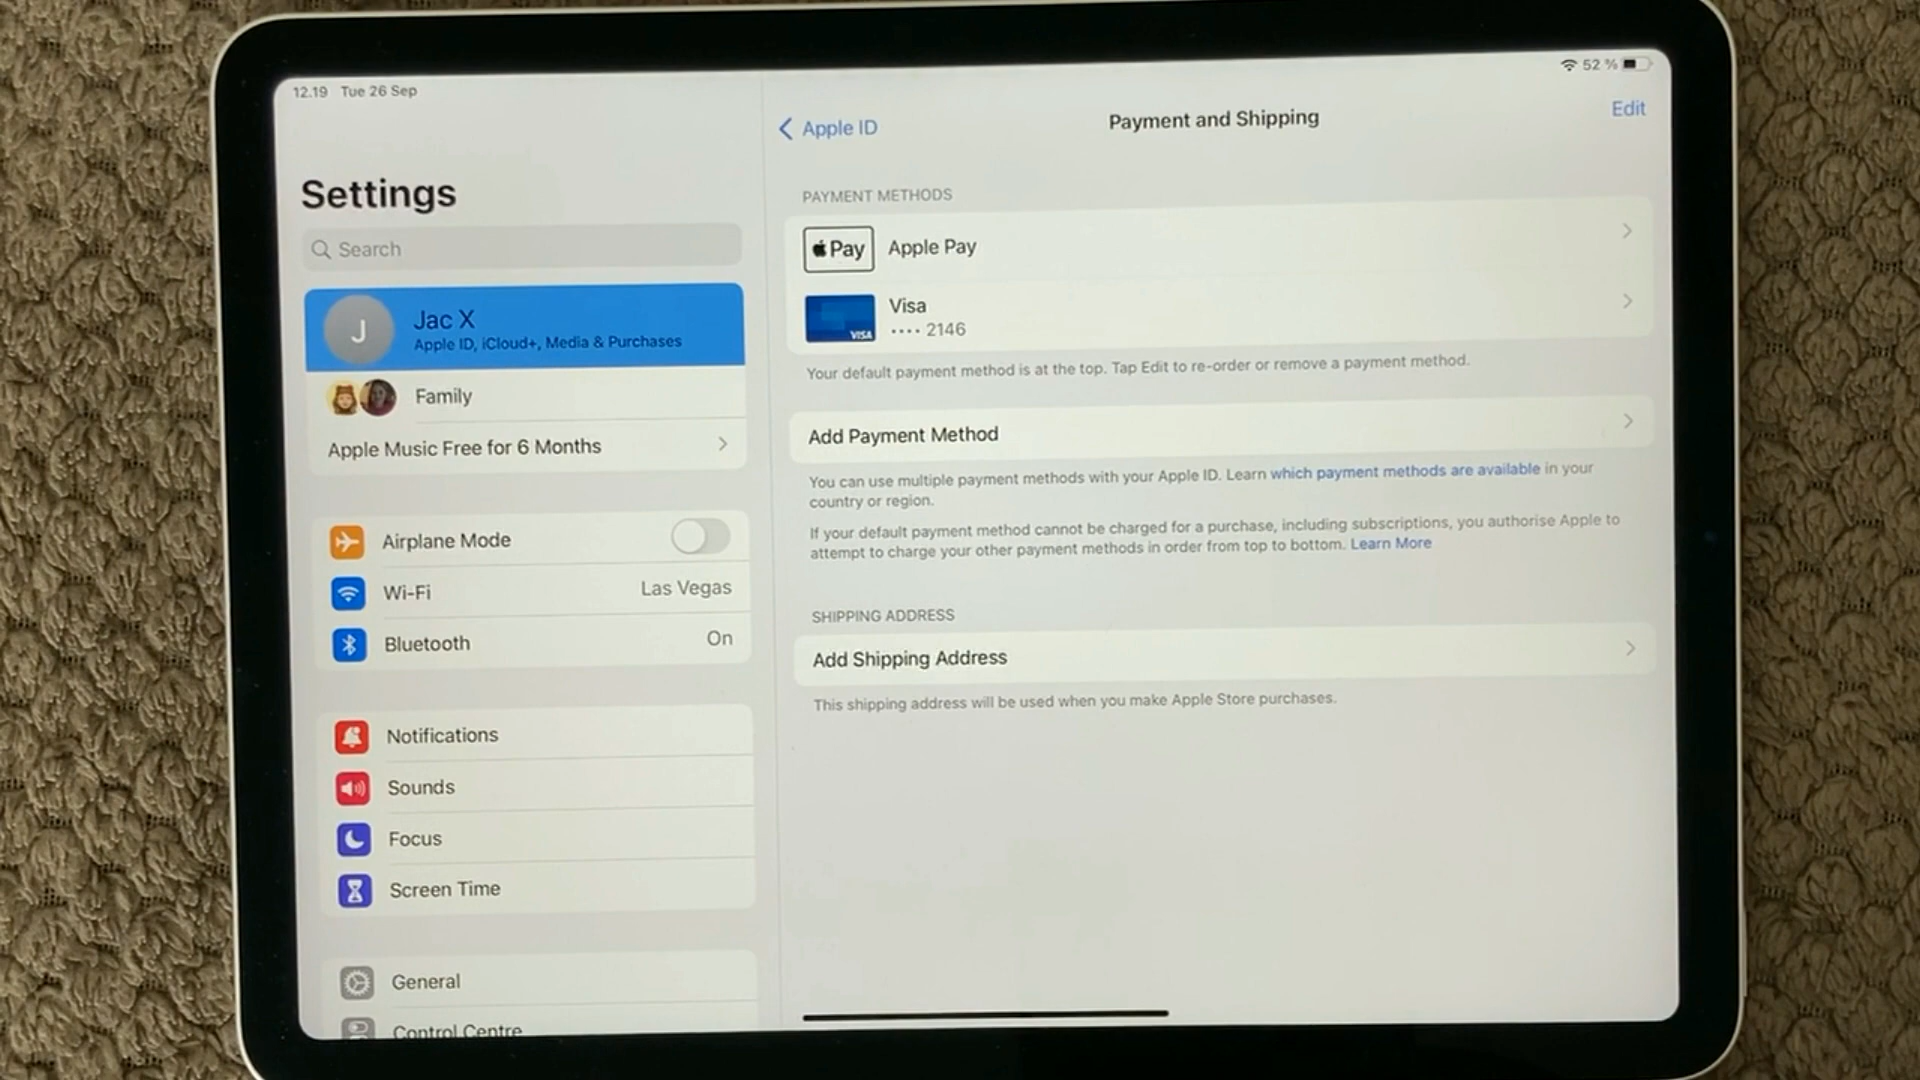 12.19 Tue 26 Sep
52 %
Settings
Search
J
Jac X
Apple ID, iCloud+, Media & Purchases
Family
Apple Music Free for 6 Months
Airplane Mode
Wi-Fi Las Vegas
Bluetooth On
Notifications
Sounds
Focus
Screen Time
General
Control Centre
Apple ID
Payment and Shipping
Edit
PAYMENT METHODS
Pay Apple Pay
Visa
VISA
•••• 2146
Your default payment method is at the top. Tap Edit to re-order or remove a payment method.
Add Payment Method
You can use multiple payment methods with your Apple ID. Learn which payment methods are available in your
country or region.
If your default payment method cannot be charged for a purchase, including subscriptions, you authorise Apple to
attempt to charge your other payment methods in order from top to bottom. Learn More
SHIPPING ADDRESS
Add Shipping Address
This shipping address will be used when you make Apple Store purchases.